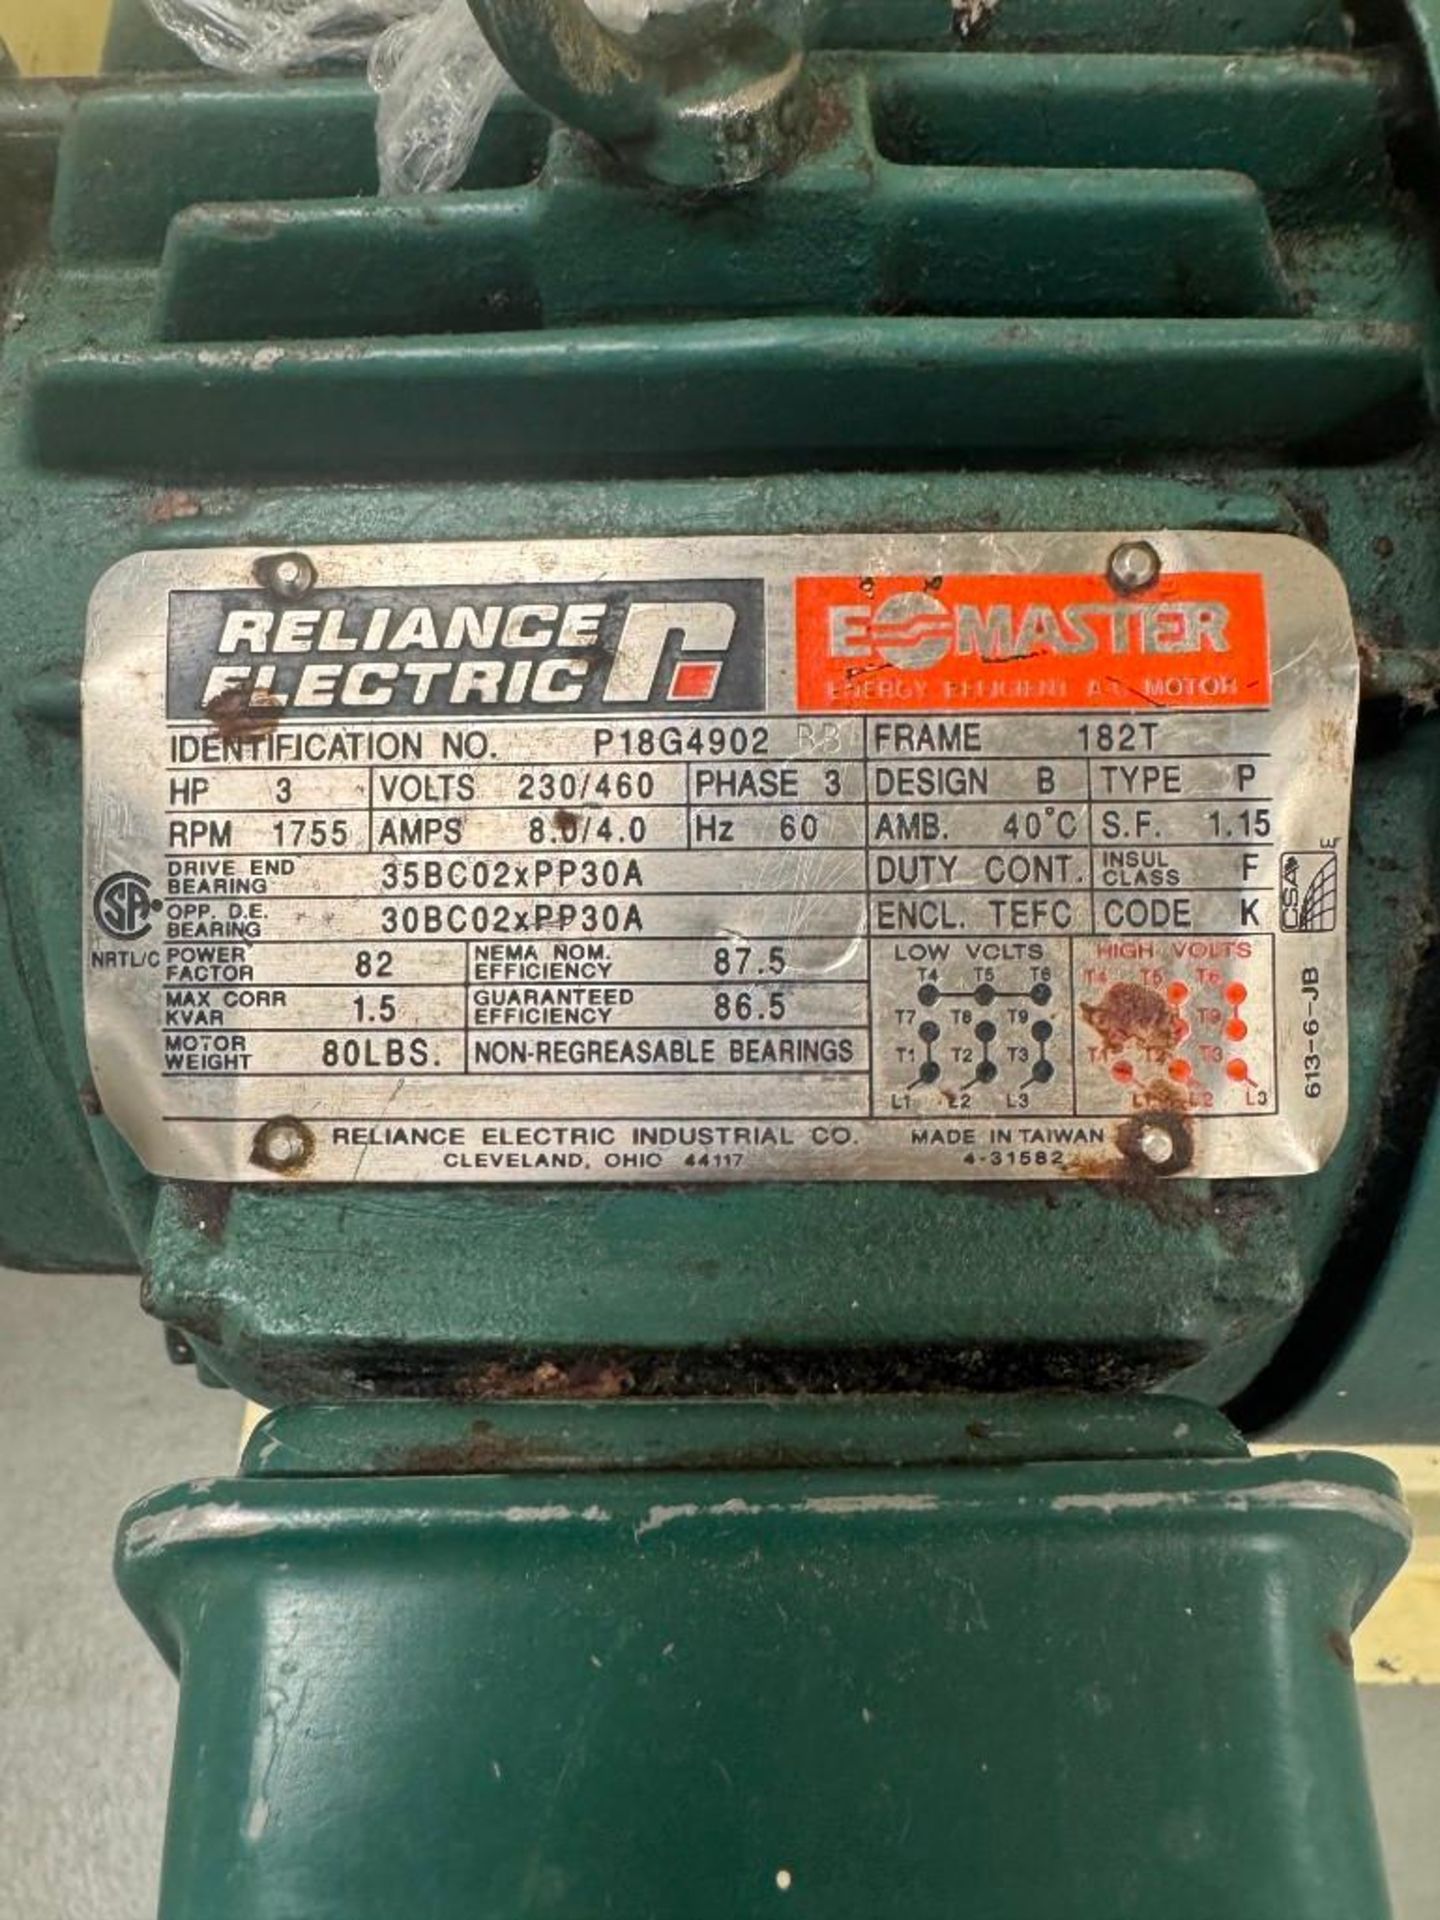 RELIANCE
ELECTRIC
E MASTER
ENERGY EFFICIENT A-C MOTOR
IDENTIFICATION NO. P18G4902 FRAME 182T
HP 3 VOLTS 230/460 PHASE 3 DESIGN B TYPE P
RPM 1755 AMPS 8.0/4.0 Hz 60 AMB. 40°C S.F. 1.15
DRIVE END BEARING 35BC02xPP30A DUTY CONT. INSUL CLASS F
OPP. D.E. BEARING 30BC02xPP30A ENCL. TEFC CODE K
POWER FACTOR 82 NEMA NOM. EFFICIENCY 87.5
MAX CORR KVAR 1.5 GUARANTEED EFFICIENCY 86.5
MOTOR WEIGHT 80LBS. NON-REGREASABLE BEARINGS
LOW VOLTS
T4 T5 T6
T7 T8 T9
T1 T2 T3
L1 L2 L3
HIGH VOLTS
T4 T5 T6
T9
T1 T2 T3
L1 L2 L3
SA
NRTL/C
CSA
E
613-6-JB
RELIANCE ELECTRIC INDUSTRIAL CO. MADE IN TAIWAN
CLEVELAND, OHIO 44117 4-31582